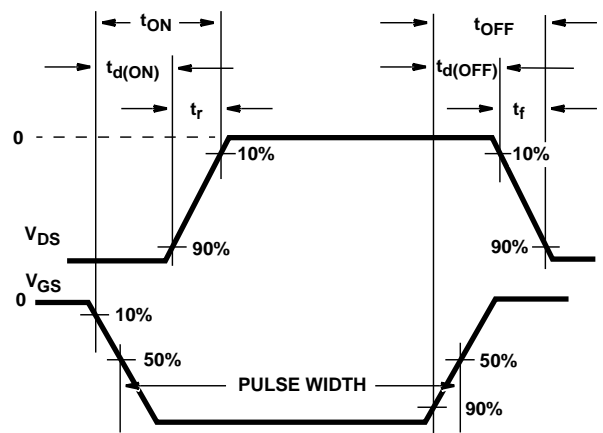 tON tOFF
td(ON) td(OFF)
tr tf
0
10% 10%
VDS 90% 90%
VGS
0
10%
50% 50%
PULSE WIDTH
90%